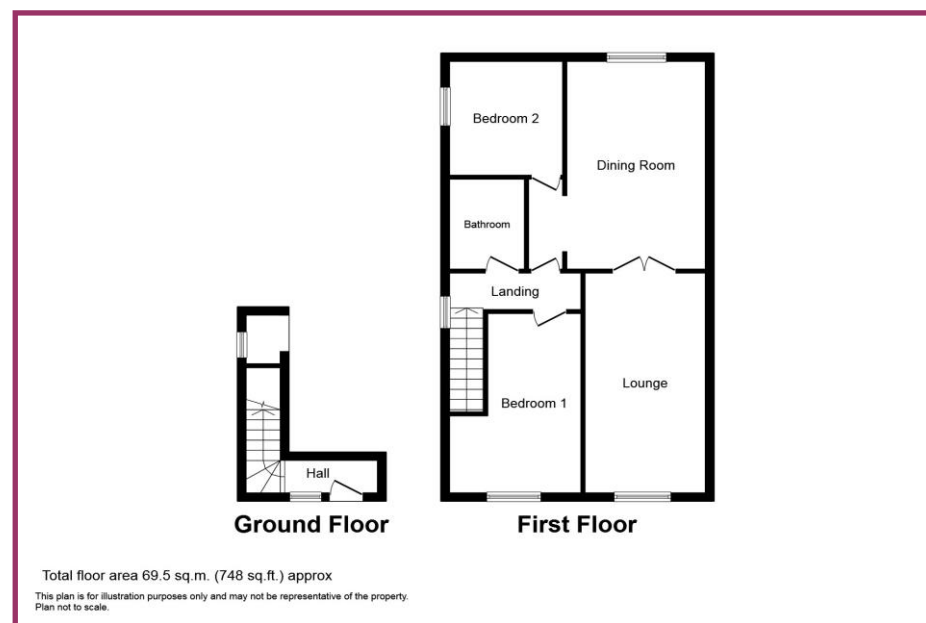 Bedroom 2
Dining Room
Bathroom
Landing
Lounge
Bedroom 1
Hall
Ground Floor
First Floor
Total floor area 69.5 sq.m. (748 sq.ft.) approx
This plan is for illustration purposes only and may not be representative of the property.
Plan not to scale.